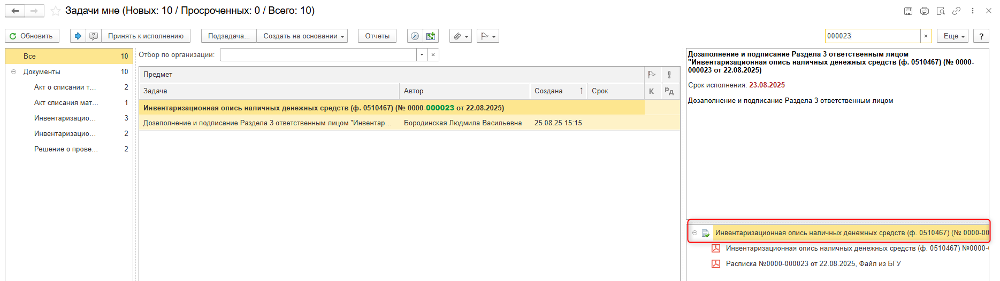 Задачи мне (Новых: 10 / Просроченных: 0 / Всего: 10)
Обновить
Принять к исполнению
Подзадача...
Создать на основании
Отчеты
000023
×
Еще
?
Все 10
Документы 10
Акт о списании т... 2
Акт списания мат... 1
Инвентаризацио... 3
Инвентаризацио... 2
Решение о прове... 2
Отбор по организации:
×
Предмет
Задача Автор Создана ↑ Срок К Рд
Инвентаризационная опись наличных денежных средств (ф. 0510467) (№ 0000-000023 от 22.08.2025)
Дозаполнение и подписание Раздела 3 ответственным лицом "Инвентар... Бородинская Людмила Васильевна 25.08.25 15:15
Дозаполнение и подписание Раздела 3 ответственным лицом
"Инвентаризационная опись наличных денежных средств (ф. 0510467) (№ 0000-
000023 от 22.08.2025)
Срок исполнения: 23.08.2025
Дозаполнение и подписание Раздела 3 ответственным лицом
Инвентаризационная опись наличных денежных средств (ф. 0510467) (№ 0000-00
Инвентаризационная опись наличных денежных средств (ф. 0510467) №0000-
Расписка №0000-000023 от 22.08.2025, Файл из БГУ